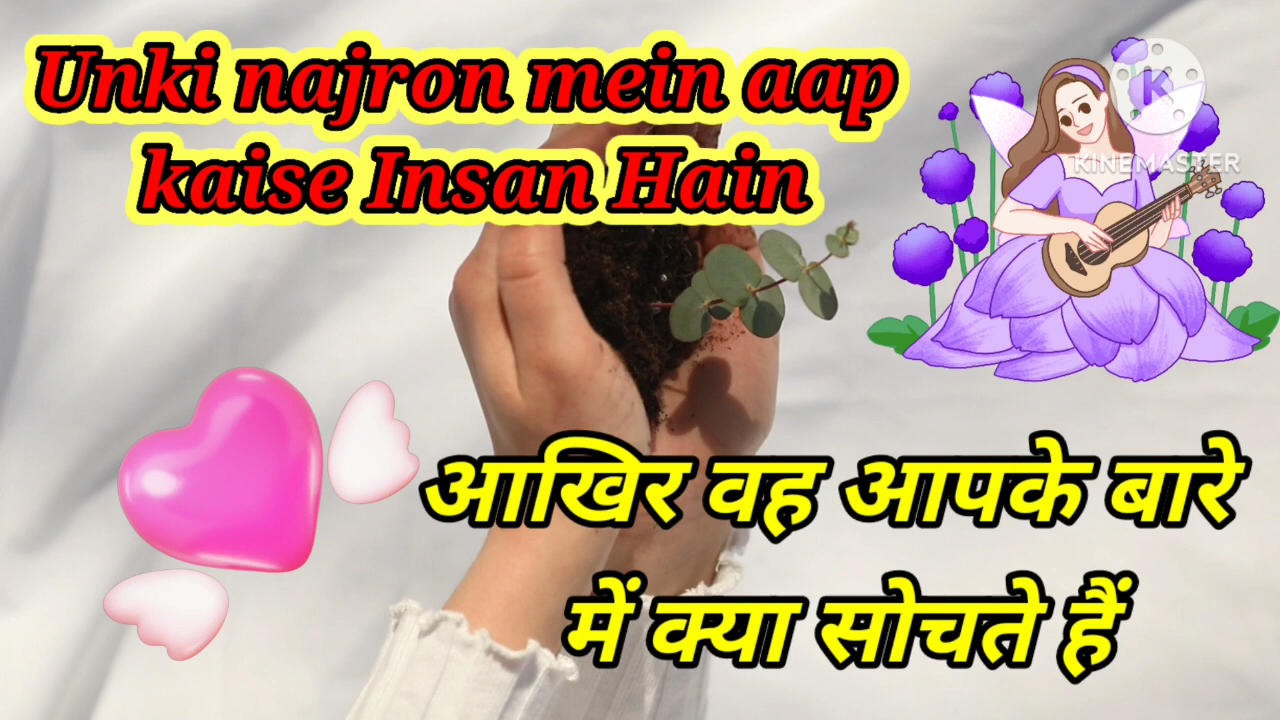 Unki najron mein aap
kaise Insan Hain
K
KINEMASTER
आखिर वह आपके बारे
में क्या सोचते हैं